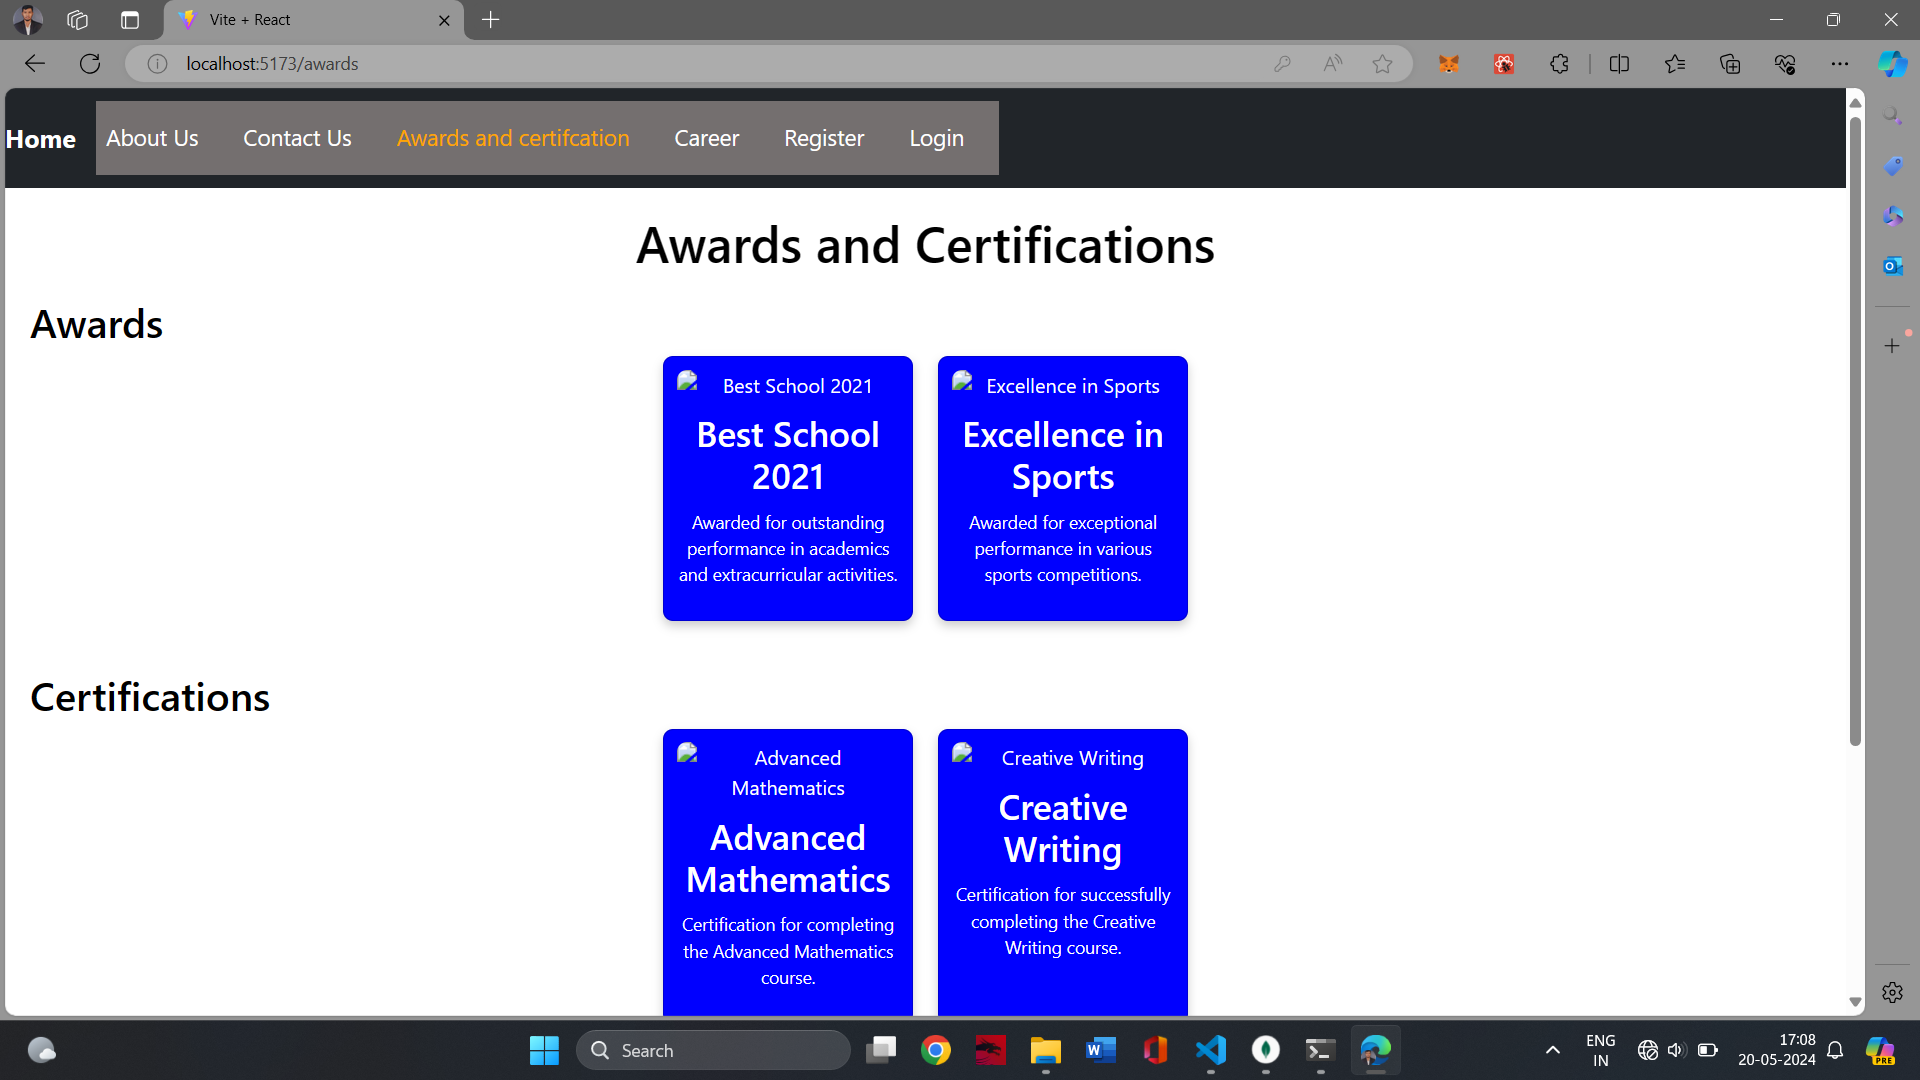 Vite + React
localhost:5173/awards
Home About Us Contact Us Awards and certifcation Career Register Login
Awards and Certifications
Awards
Best School 2021
Best School
2021
Awarded for outstanding
performance in academics
and extracurricular activities.
Excellence in Sports
Excellence in
Sports
Awarded for exceptional
performance in various
sports competitions.
Certifications
Advanced
Mathematics
Advanced
Mathematics
Certification for completing
the Advanced Mathematics
course.
Creative Writing
Creative
Writing
Certification for successfully
completing the Creative
Writing course.
Search
ENG
IN
17:08
20-05-2024
PRE